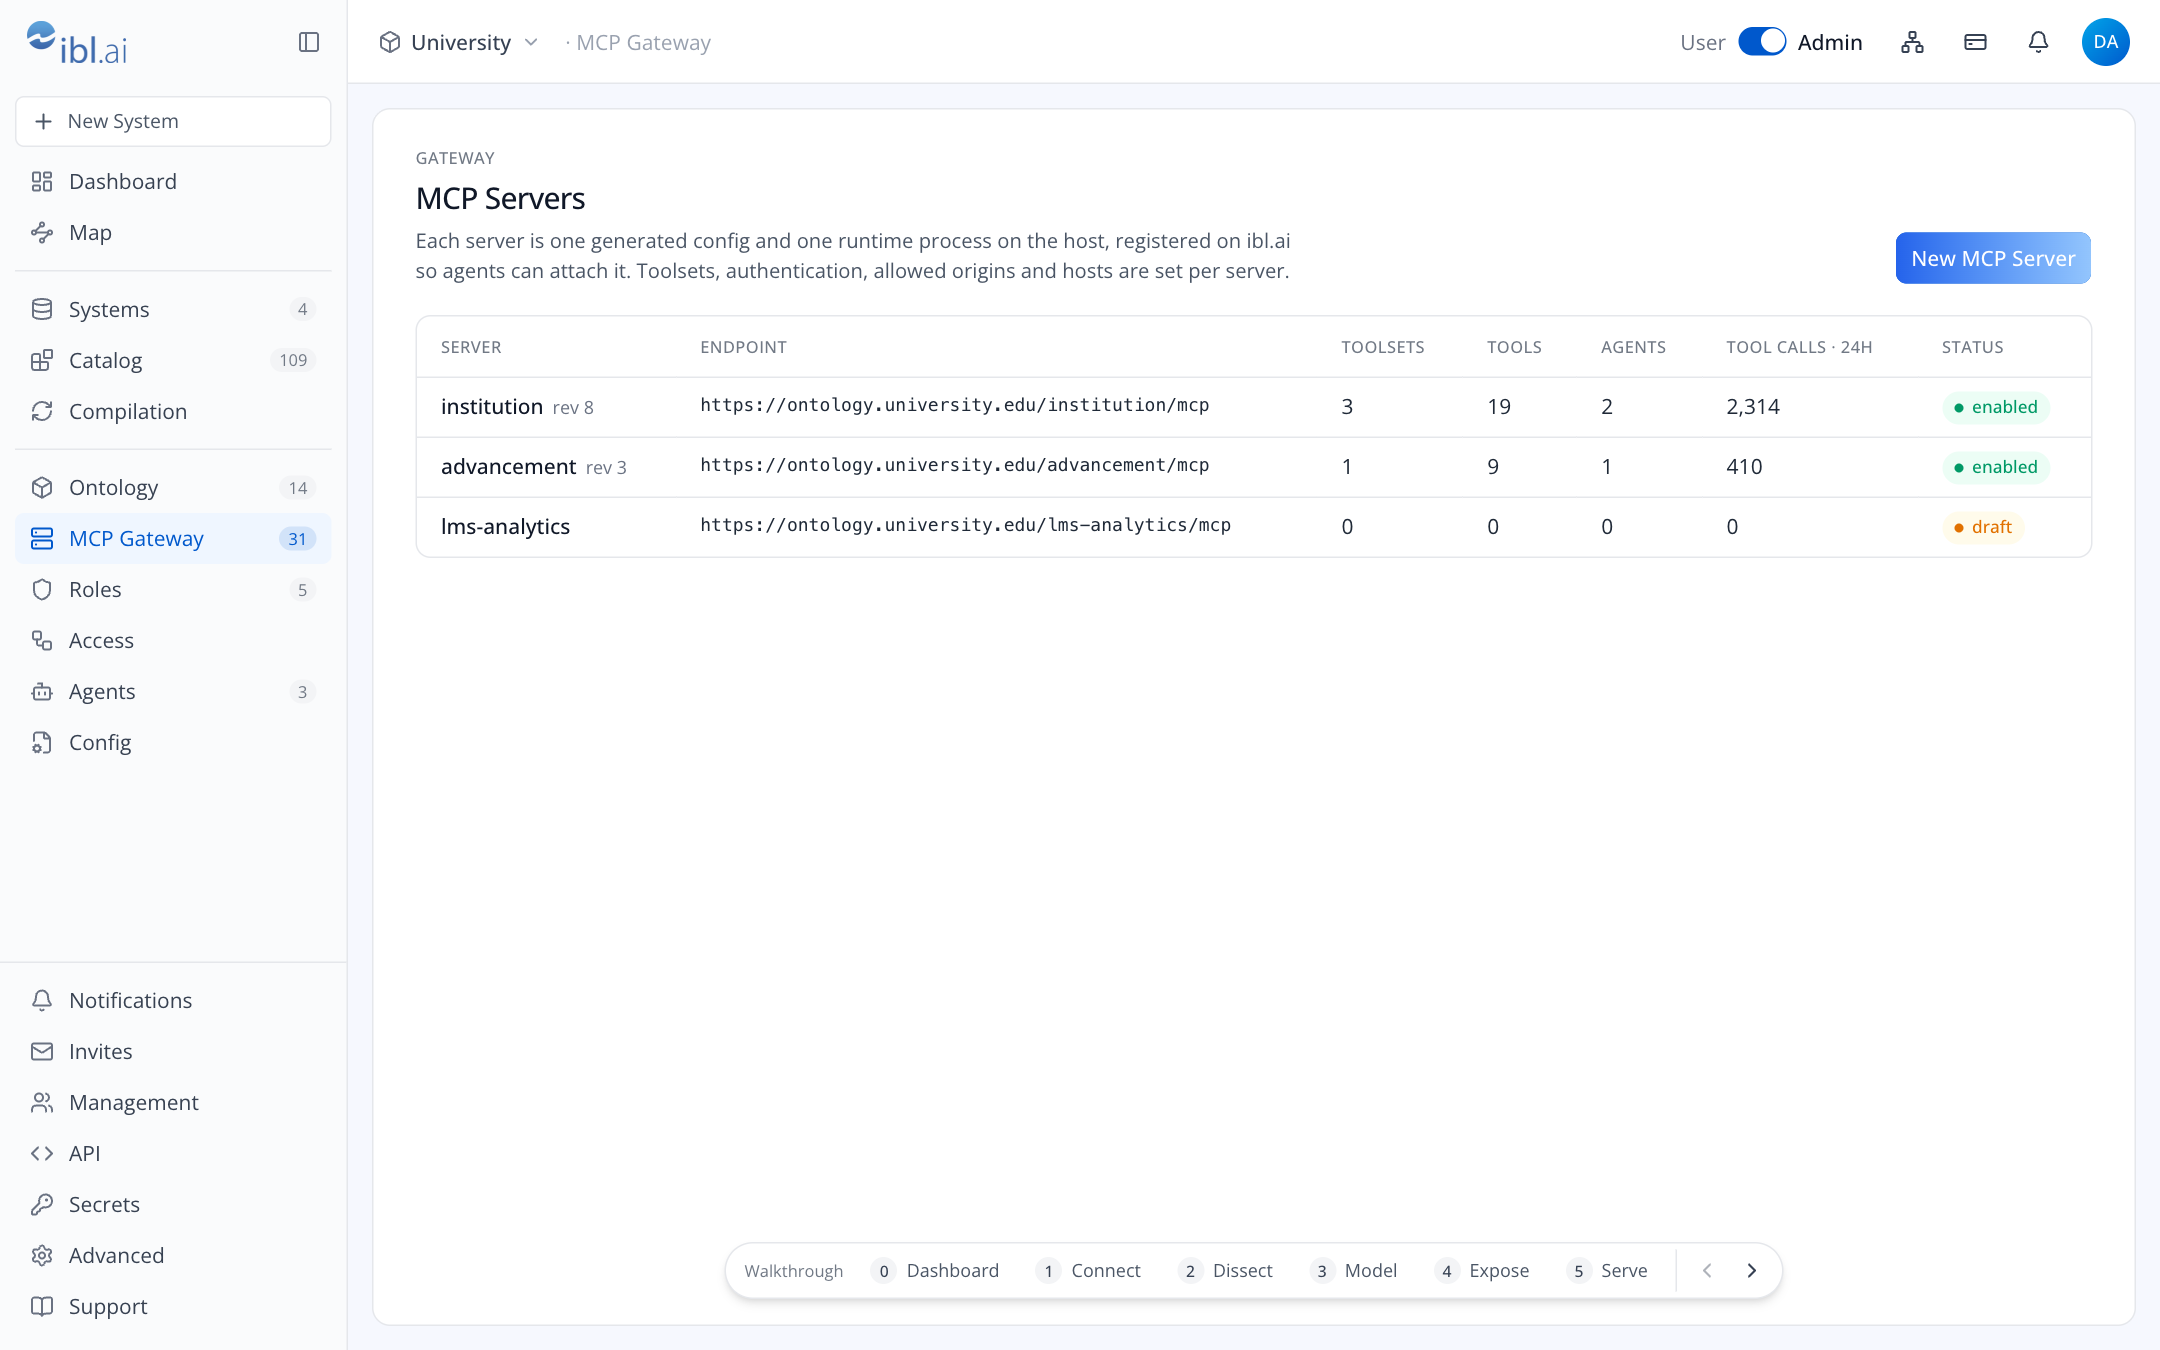 ibl.ai
New System
Dashboard
Map
Systems 4
Catalog 109
Compilation
Ontology 14
MCP Gateway 31
Roles 5
Access
Agents 3
Config
Notifications
Invites
Management
API
Secrets
Advanced
Support
University · MCP Gateway
User Admin DA
GATEWAY
MCP Servers
Each server is one generated config and one runtime process on the host, registered on ibl.ai
so agents can attach it. Toolsets, authentication, allowed origins and hosts are set per server.
New MCP Server
SERVER ENDPOINT TOOLSETS TOOLS AGENTS TOOL CALLS · 24H STATUS
institution rev 8 https://ontology.university.edu/institution/mcp 3 19 2 2,314 enabled
advancement rev 3 https://ontology.university.edu/advancement/mcp 1 9 1 410 enabled
lms-analytics https://ontology.university.edu/lms-analytics/mcp 0 0 0 0 draft
Walkthrough 0 Dashboard 1 Connect 2 Dissect 3 Model 4 Expose 5 Serve